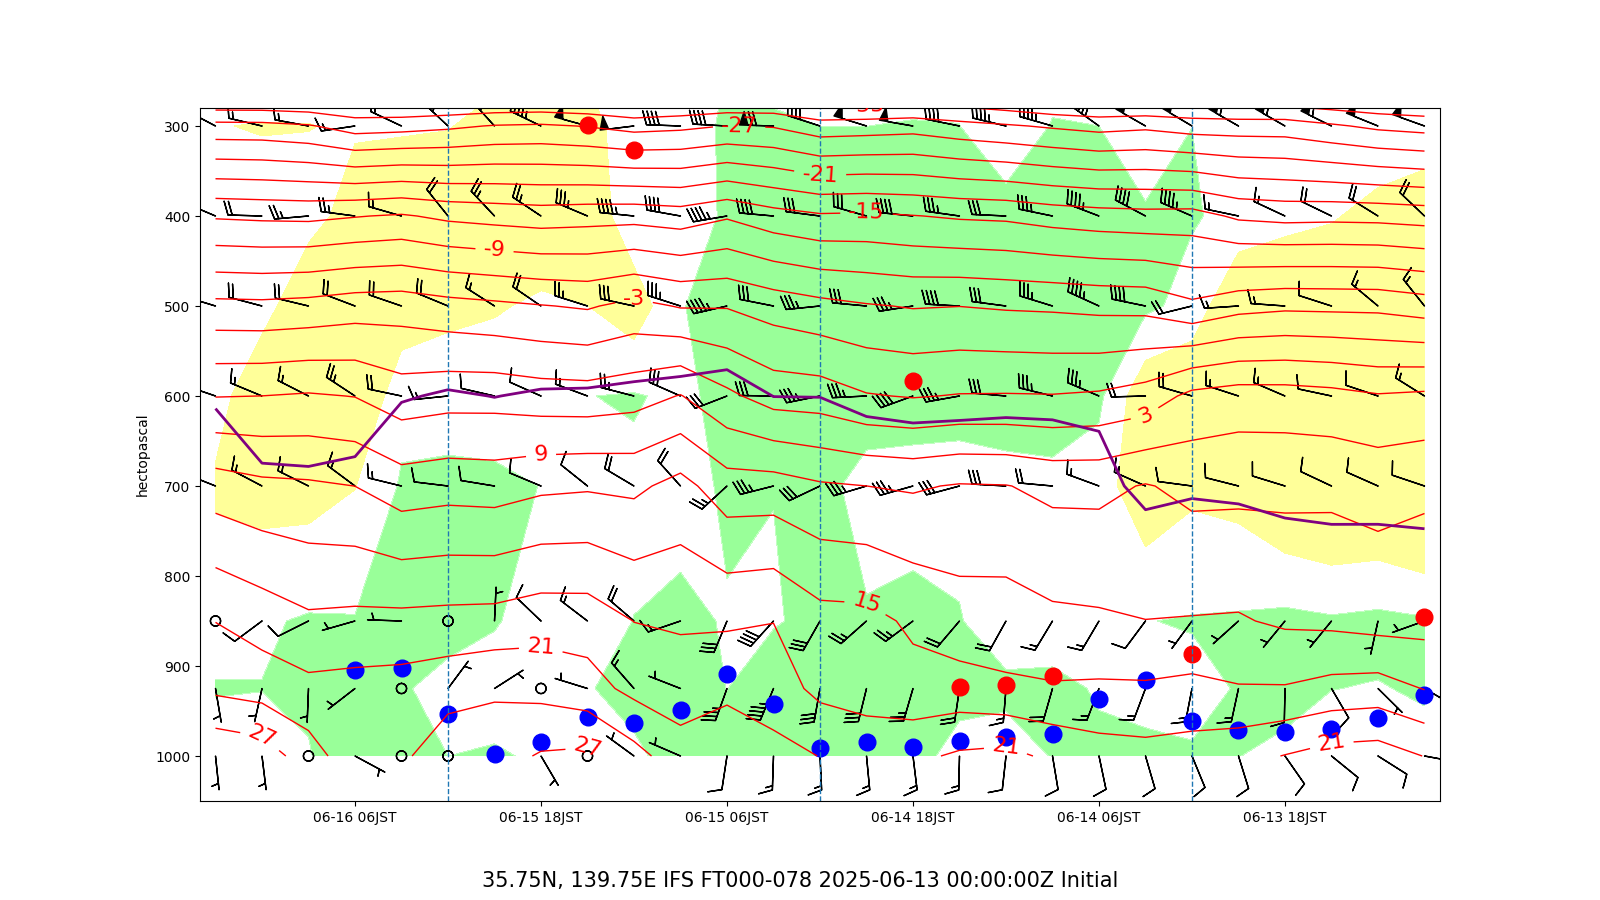 300
400
500
600
700
800
900
1000
hectopascal
27
-21
-15
-9
-3
3
9
15
21
27
27
21
21
06-16 06JST
06-15 18JST
06-15 06JST
06-14 18JST
06-14 06JST
06-13 18JST
35.75N, 139.75E IFS FT000-078 2025-06-13 00:00:00Z Initial